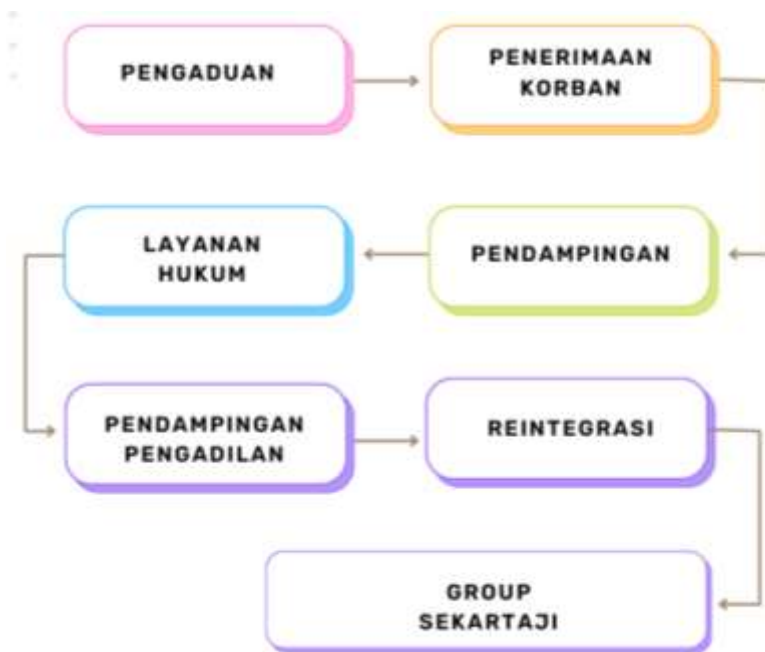 PENGADUAN
PENERIMAAN
KORBAN
PENDAMPINGAN
LAYANAN
HUKUM
PENDAMPINGAN
PENGADILAN
REINTEGRASI
GROUP
SEKARTAJI